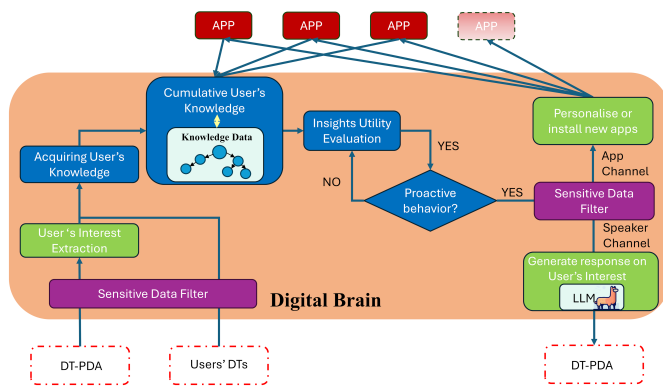 APP
APP
APP
APP
Cumulative User's
Knowledge
Knowledge Data
Acquiring User's
Knowledge
User 's Interest
Extraction
Sensitive Data Filter
Insights Utility
Evaluation
YES
NO
Proactive
behavior?
YES
Personalise or
install new apps
App
Channel
Sensitive Data
Filter
Speaker
Channel
Generate response on
User's Interest
LLM
Digital Brain
DT-PDA
Users' DTs
DT-PDA